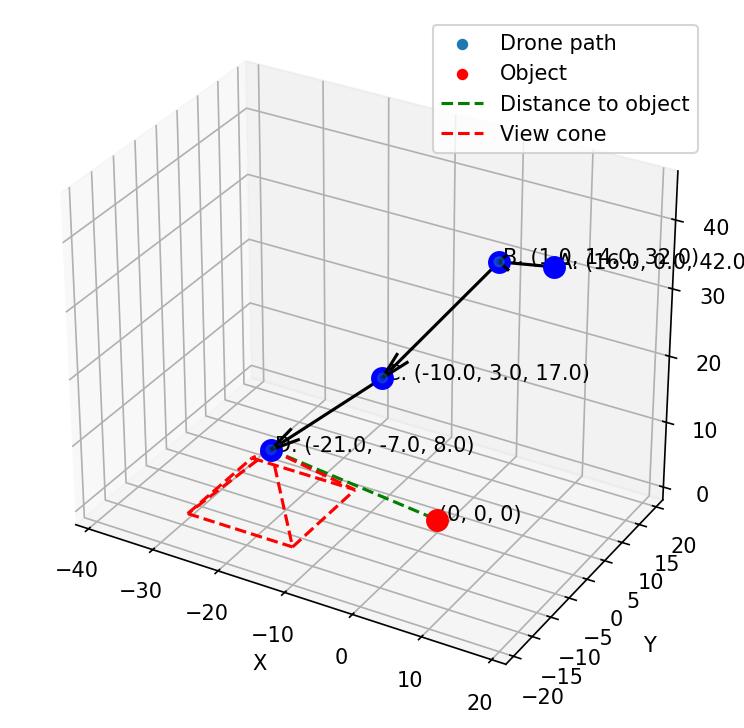 Drone path
Object
Distance to object
View cone
B. (1.0, 14.0, 32.0)
A. (16.0, 0.0, 42.0
C. (-10.0, 3.0, 17.0)
D. (-21.0, -7.0, 8.0)
(0, 0, 0)
40
30
20
10
0
−40
−30
−20
−10
0
10
20
X
20
15
10
5
0
−5
−10
−15
−20
Y